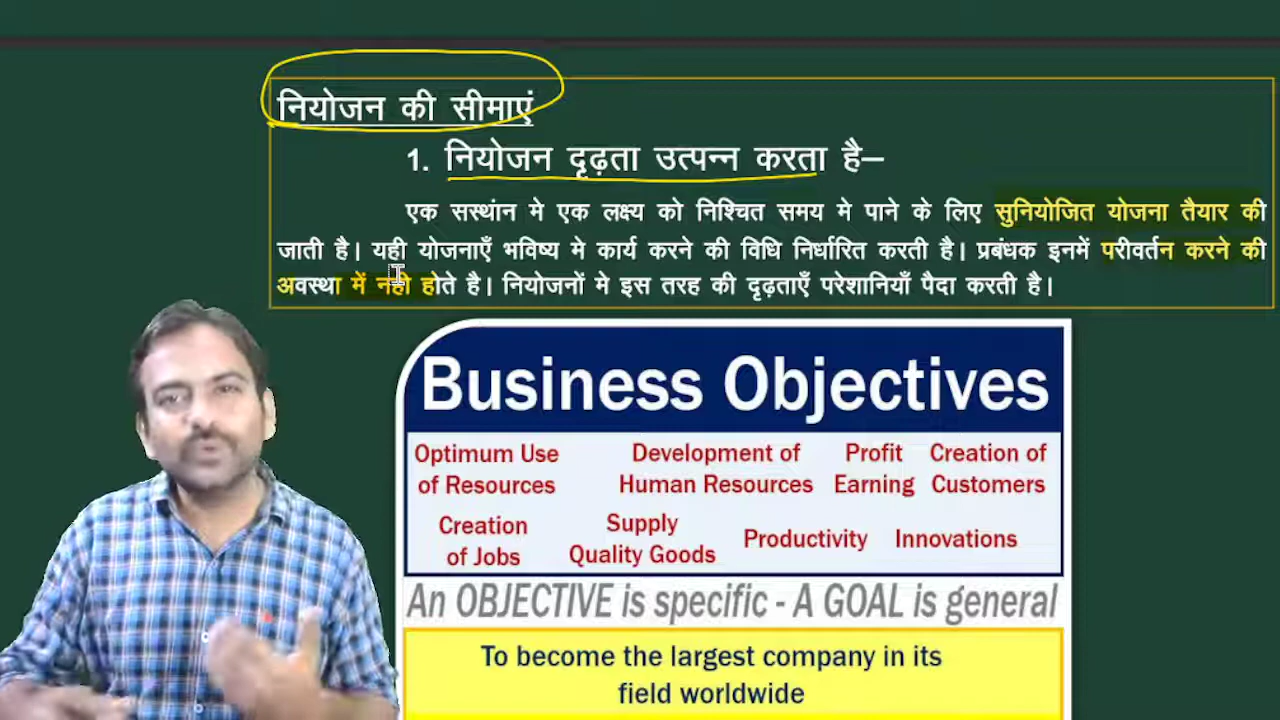 नियोजन की सीमाएं
1. नियोजन दृढ़ता उत्पन्न करता है–
एक सस्थांन मे एक लक्ष्य को निश्चित समय मे पाने के लिए सुनियोजित योजना तैयार की
जाती है। यही योजनाएँ भविष्य मे कार्य करने की विधि निर्धारित करती है। प्रबंधक इनमें परीवर्तन करने की
अवस्था में नही होते है। नियोजनों मे इस तरह की दृढ़ताएँ परेशानियाँ पैदा करती है।
Business Objectives
Optimum Use of Resources
Development of Human Resources
Profit Earning
Creation of Customers
Creation of Jobs
Supply Quality Goods
Productivity
Innovations
An OBJECTIVE is specific - A GOAL is general
To become the largest company in its
field worldwide